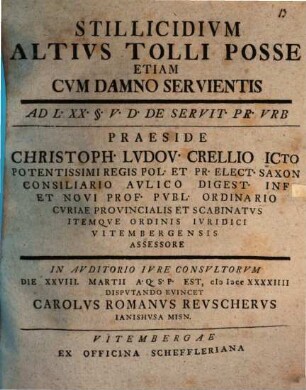 STILLICIDIVM
ALTIVS TOLLI POSSE
ETIAM
CVM DAMNO SERVIENTIS
AD L· XX· §· V· D· DE SERVIT· PR· VRB
PRAESIDE
CHRISTOPH· LVDOV· CRELLIO ICTO
POTENTISSIMI REGIS POL· ET PR· ELECT· SAXON
CONSILIARIO AVLICO DIGEST· INF
ET NOVI PROF· PVBL· ORDINARIO
CVRIAE PROVINCIALIS ET SCABINATVS
ITEMQVE ORDINIS IVRIDICI
VITEMBERGENSIS
ASSESSORE
IN AVDITORIO IVRE CONSVLTORVM
DIE XXVIII· MARTII A·Q·S·P· EST, cIɔ Iɔcc XXXXIIII
DISPVTANDO EVINCET
CAROLVS ROMANVS REVSCHERVS
IANISHVSA MISN.
VITEMBERGAE
EX OFFICINA SCHEFFLERIANA